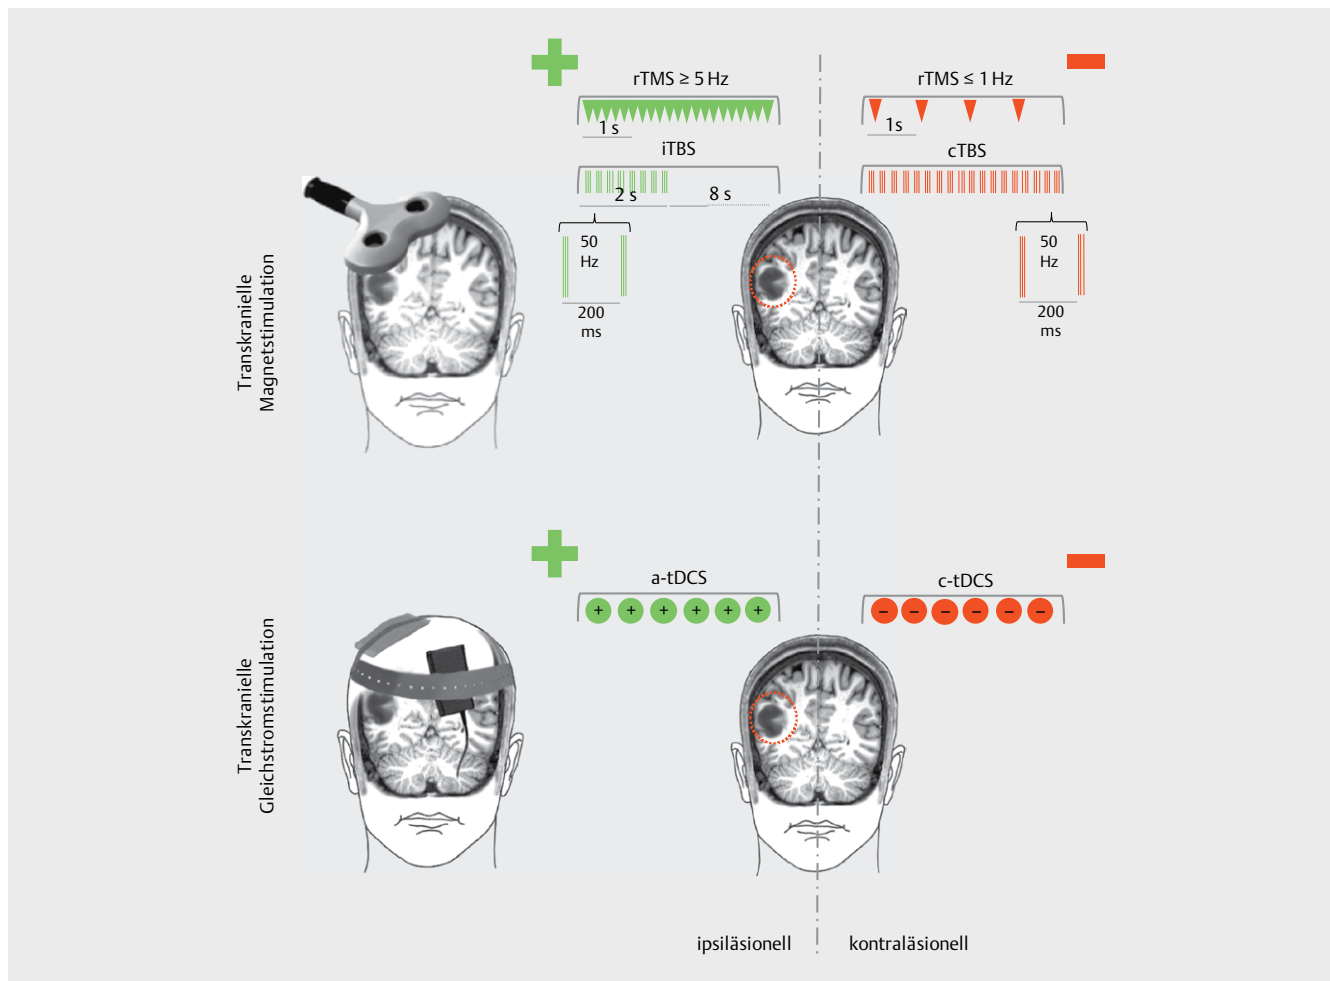 rTMS ≥ 5 Hz
rTMS ≤ 1 Hz
1 s
1s
iTBS
cTBS
2 s
8 s
50
Hz
200
ms
50
Hz
200
ms
Transkranielle
Magnetstimulation
a-tDCS
c-tDCS
+ + + + + +
– – – – – –
Transkranielle
Gleichstromstimulation
ipsiläsionell
kontraläsionell